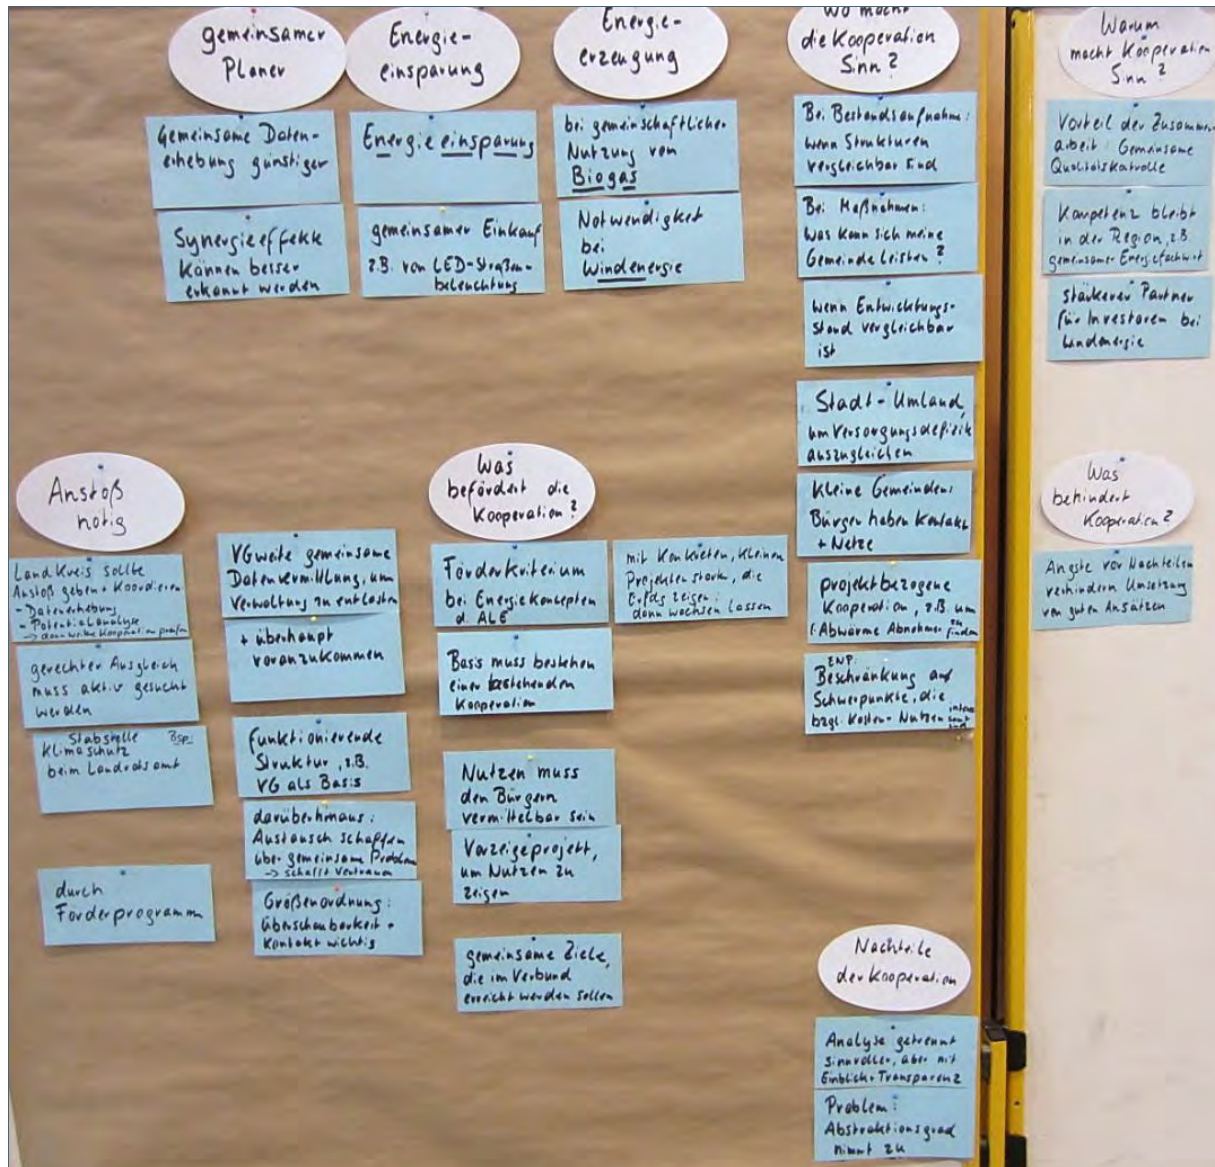 gemeinsamer
Planer
Gemeinsame Daten-
erhebung günstiger
Synergieeffekte
können besser
erkannt werden
Energie-
einsparung
Energieeinsparung
gemeinsamer Einkauf
z.B. von LED-Straßen-
beleuchtung
Energie-
erzeugung
bei gemeinschaftlicher
Nutzung von
Biogas
Notwendigkeit
bei
Windenergie
Wo macht
die Kooperation
Sinn?
Bei Bestandsaufnahme:
wenn Strukturen
vergleichbar sind
Bei Maßnahmen:
Was kann sich meine
Gemeinde leisten?
wenn Entwicklungs-
stand vergleichbar
ist
Stadt-Umland,
um Versorgungsdefizite
auszugleichen
Kleine Gemeinden:
Bürger haben Kontakt
+ Netze
projektbezogene
Kooperation, z.B. um
Abwärme Abnehmer zu
finden
ENP:
Beschränkung auf
Schwerpunkte, die
bzgl. Kosten-Nutzen
Warum
macht Kooperation
Sinn?
Vorteil der Zusammen-
arbeit: Gemeinsame
Qualitätskontrolle
Kompetenz bleibt
in der Region, z.B.
gemeinsamer Energiefachwirt
stärkerer Partner
für Investoren bei
Windenergie
Was
behindert
Kooperation?
Ängste vor Nachteilen
verhindern Umsetzung
von guten Ansätzen
Anstoß
nötig
Landkreis sollte
Anstoß geben + koordinieren
- Datenerhebung
- Potentialanalyse
-> dann weitere Kooperation prüfen
gerechter Ausgleich
muss aktiv gesucht
werden
Stabstelle Bsp:
Klimaschutz
beim Landratsamt
durch
Förderprogramm
VGweite gemeinsame
Datenvermittlung, um
Verwaltung zu entlasten
+ überhaupt
voranzukommen
funktionierende
Struktur, z.B.
VG als Basis
darüberhinaus:
Austausch schaffen
über gemeinsame Probleme
-> schafft Vertrauen
Größenordnung:
Überschaubarkeit +
Kontakt wichtig
Was
befördert die
Kooperation?
Förderkriterium
bei Energiekonzepten
d. ALE
Basis muss bestehen
einer bestehenden
Kooperation
Nutzen muss
den Bürgern
vermittelbar sein
Vorzeigeprojekt,
um Nutzen zu
zeigen
gemeinsame Ziele,
die im Verbund
erreicht werden sollen
mit konkreten, kleinen
Projekten starten, die
Erfolg zeigen:
dann wachsen lassen
Nachteile
der Kooperation
Analyse getrennt
sinnvoller, aber mit
Einblick + Transparenz
Problem:
Abstraktionsgrad
nimmt zu